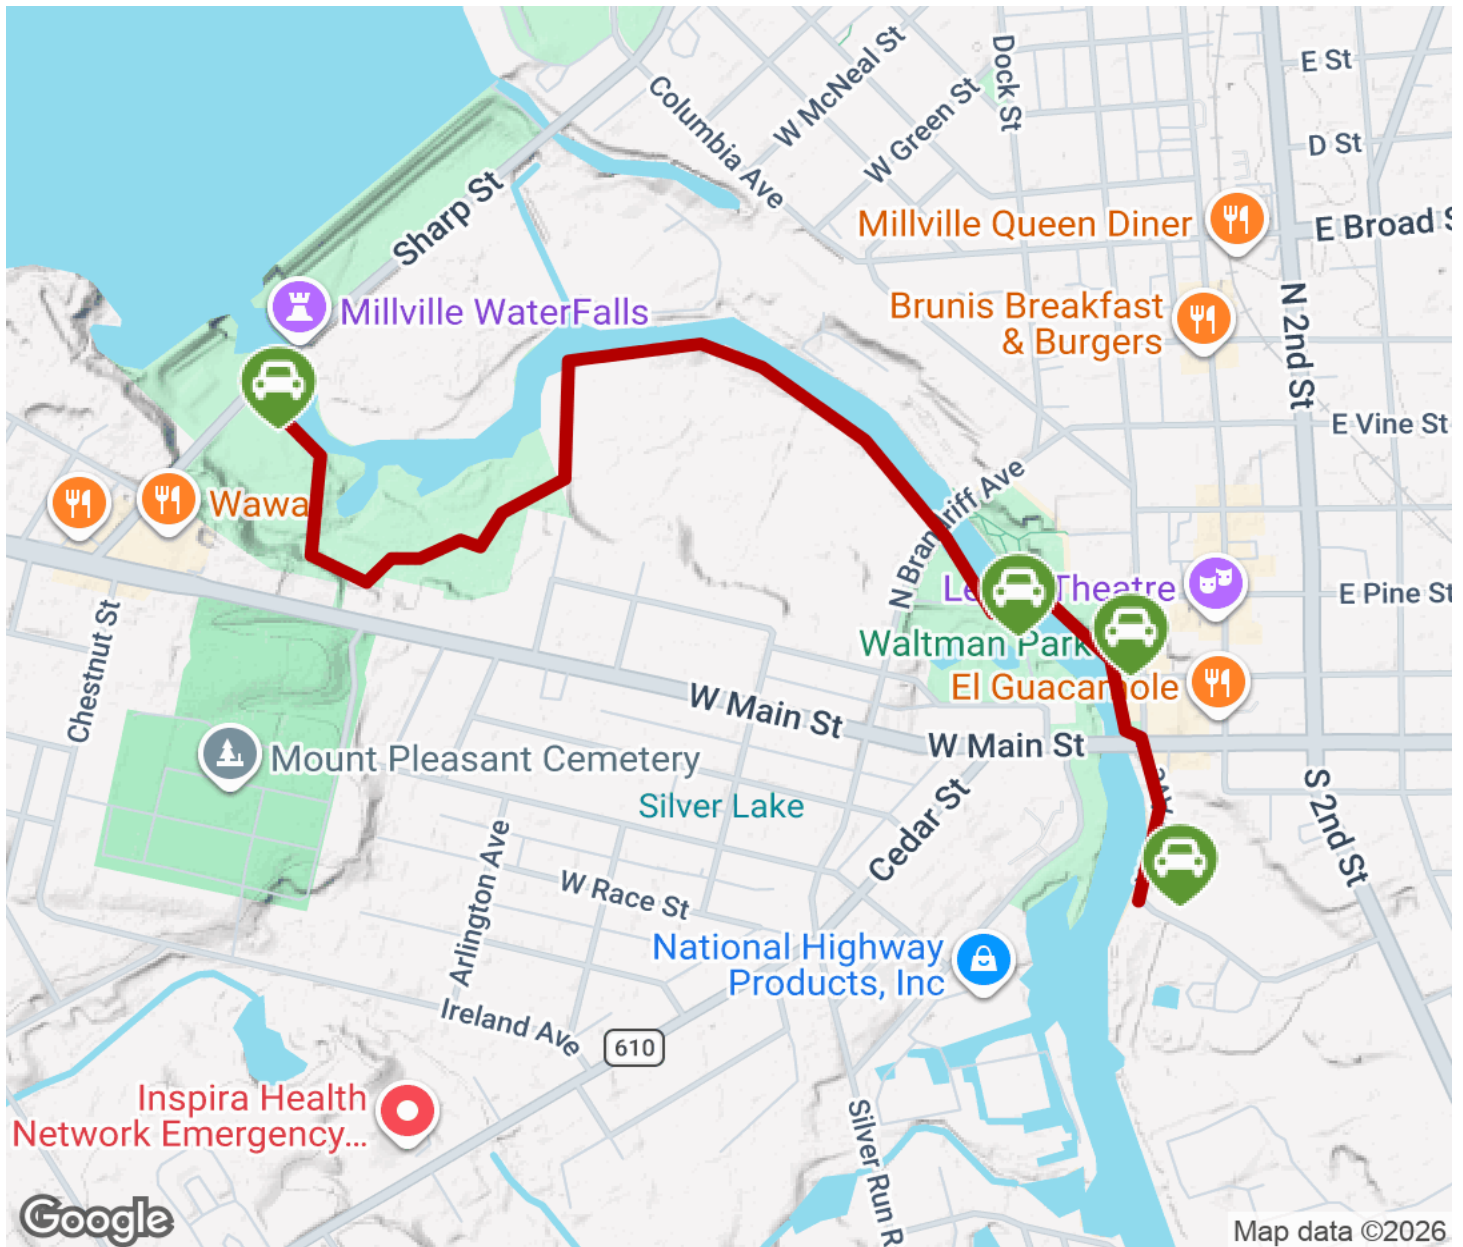 E St
Dock St
W McNeal St
Columbia Ave
W Green St
D St
Sharp St
Millville Queen Diner
E Broad S
Millville WaterFalls
Brunis Breakfast
& Burgers
N 2nd St
E Vine St
Wawa
N Brandriff Ave
Theatre
E Pine St
Chestnut St
Waltman Park
El Guacamole
W Main St
W Main St
Mount Pleasant Cemetery
Silver Lake
Cedar St
S 2nd St
Arlington Ave
W Race St
National Highway
Products, Inc
Ireland Ave
610
Inspira Health
Network Emergency...
Silver Run R
Google
Map data ©2026